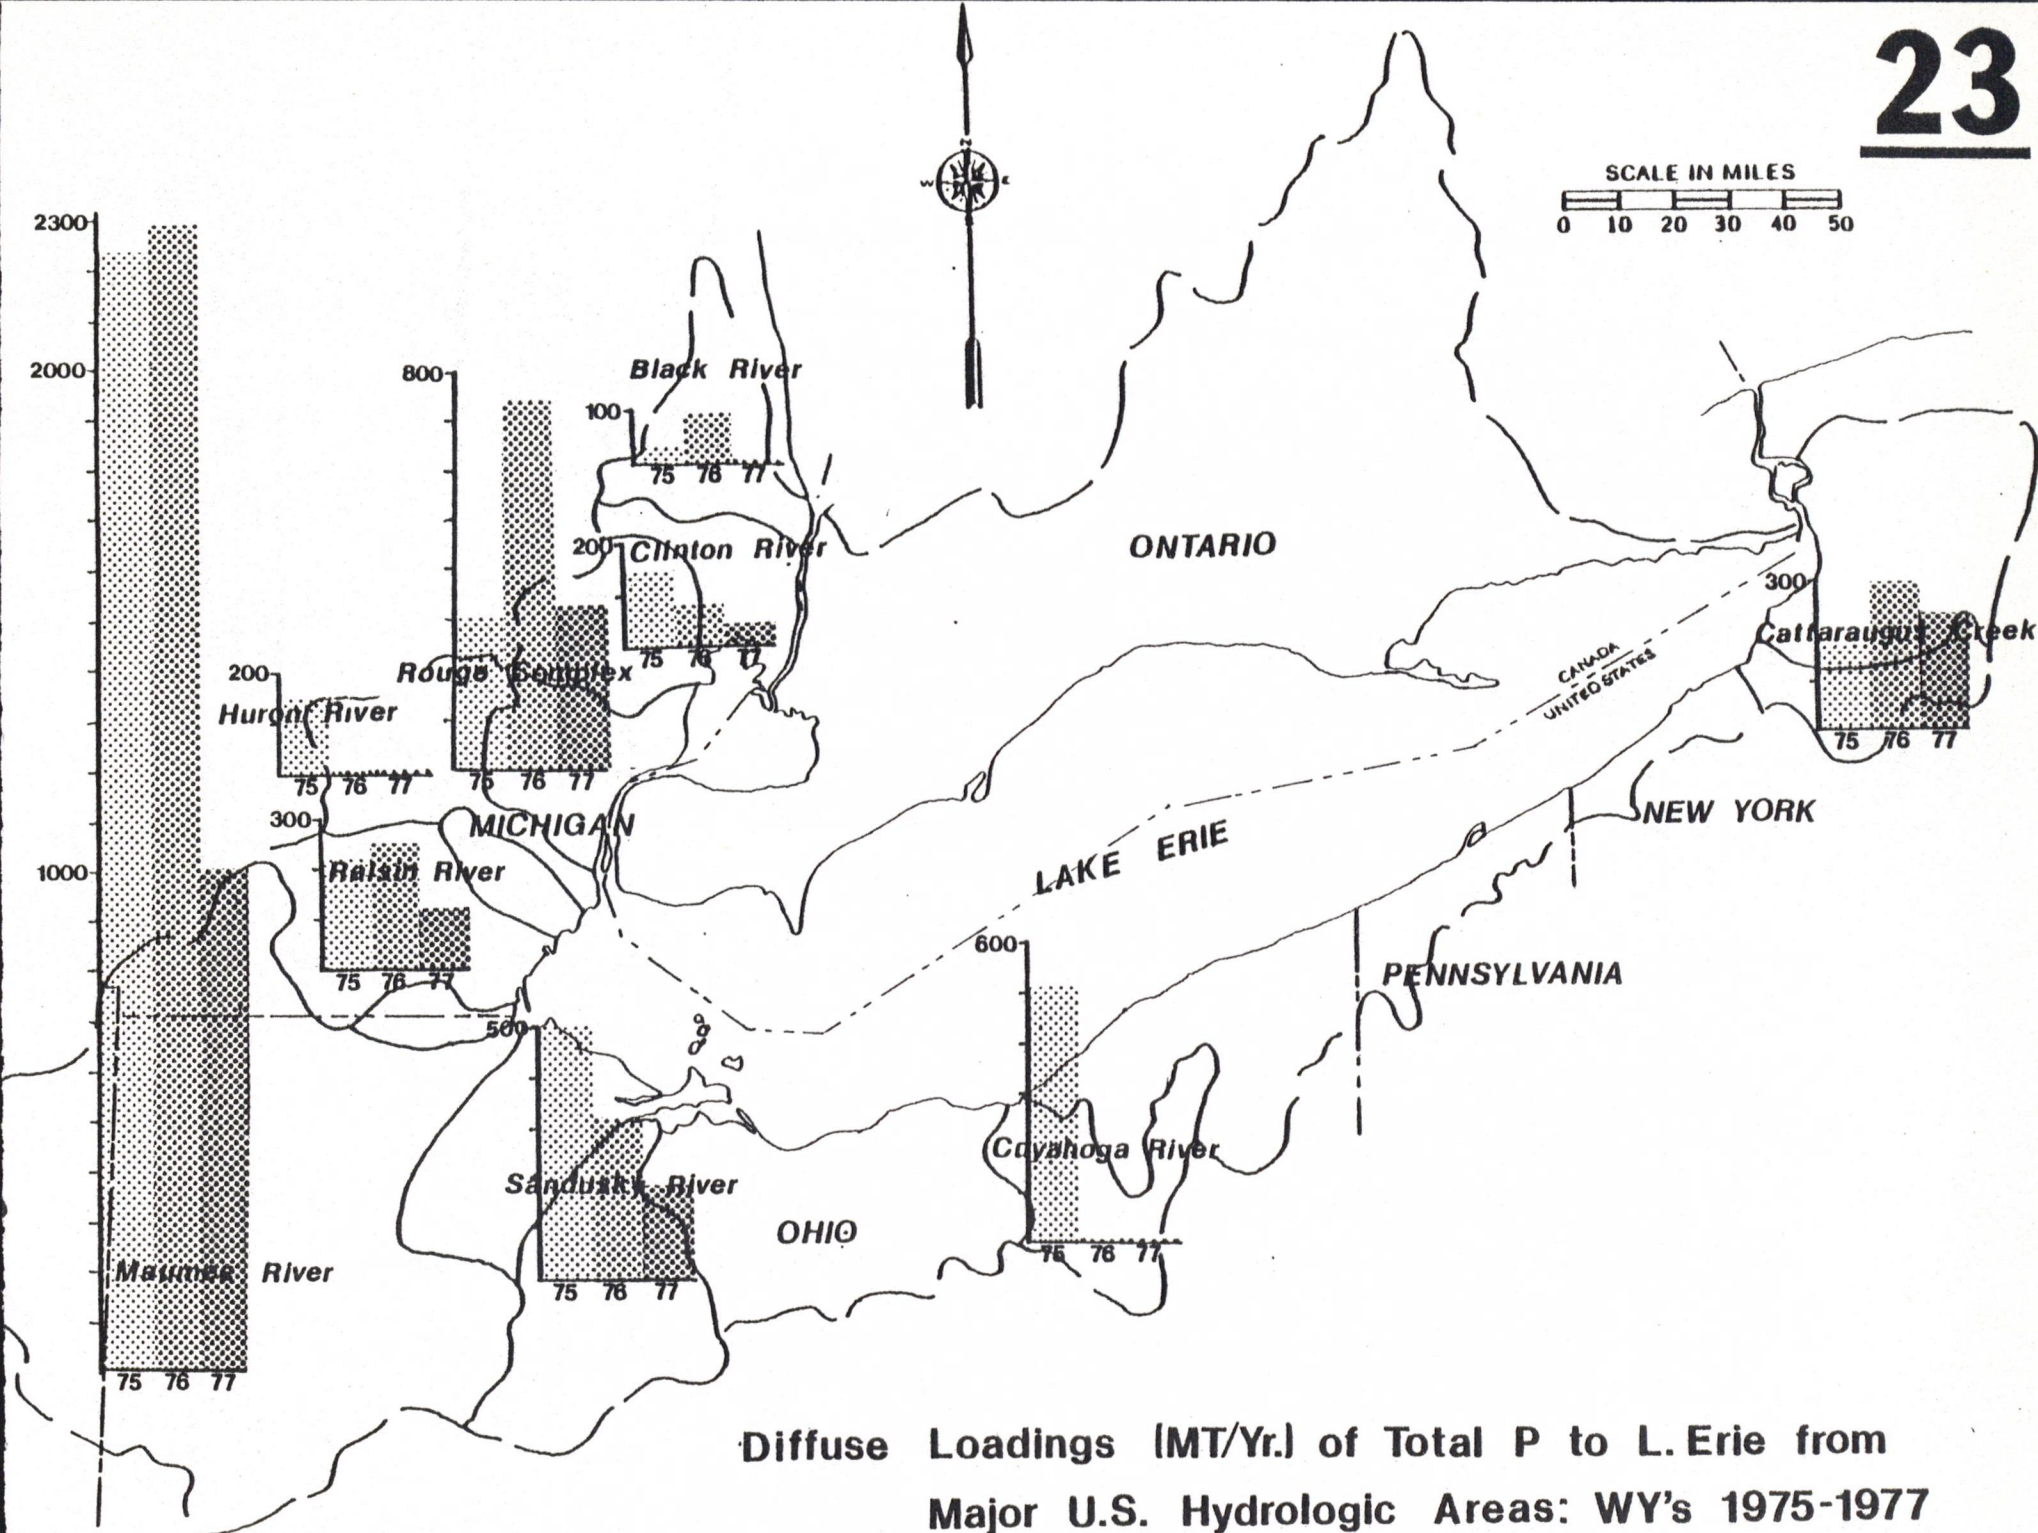 23
SCALE IN MILES
0 10 20 30 40 50
N
W E
S
2300
2000
1000
Maumee River
75 76 77
800
Rouge Complex
75 76 77
Black River
100
75 76 77
200 Clinton River
75 76 77
200
Huron River
75 76 77
MICHIGAN
300
Raisin River
75 76 77
500
Sandusky River
75 76 77
OHIO
600
Cuyahoga River
75 76 77
ONTARIO
LAKE ERIE
CANADA
UNITED STATES
300
Cattaraugus Creek
75 76 77
NEW YORK
PENNSYLVANIA
Diffuse Loadings (MT/Yr.) of Total P to L. Erie from
Major U.S. Hydrologic Areas: WY's 1975-1977